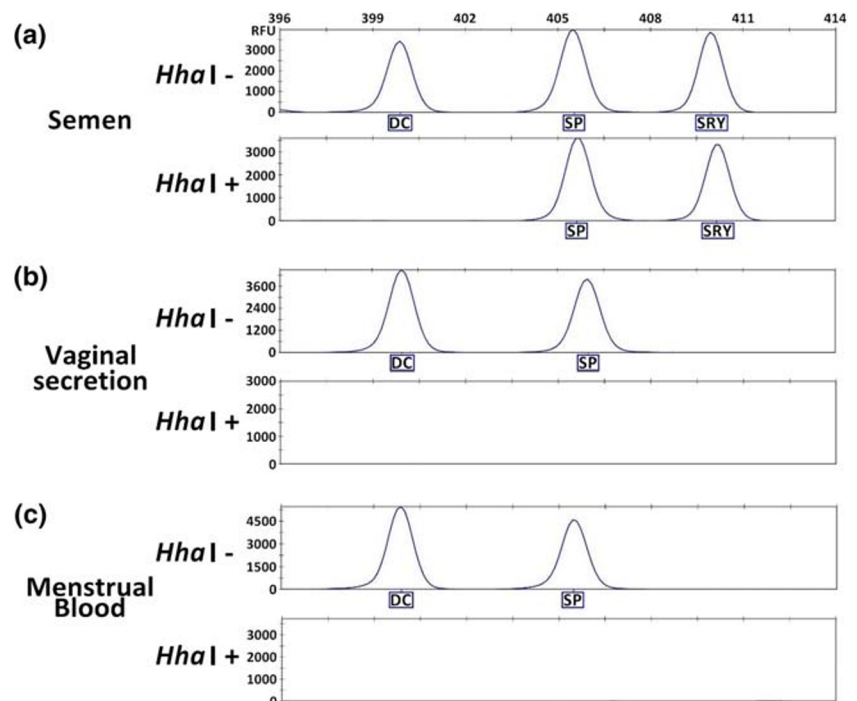 396 399 402 405 408 411 414
(a)
RFU
3000
HhaI -
2000
1000
Semen
0
DC SP SRY
3000
HhaI +
2000
1000
0
SP SRY
(b)
3600
HhaI -
2400
1200
Vaginal
secretion
0
DC SP
3000
HhaI +
2000
1000
0
(c)
4500
HhaI -
3000
1500
Menstrual
Blood
0
DC SP
3000
HhaI +
2000
1000
0